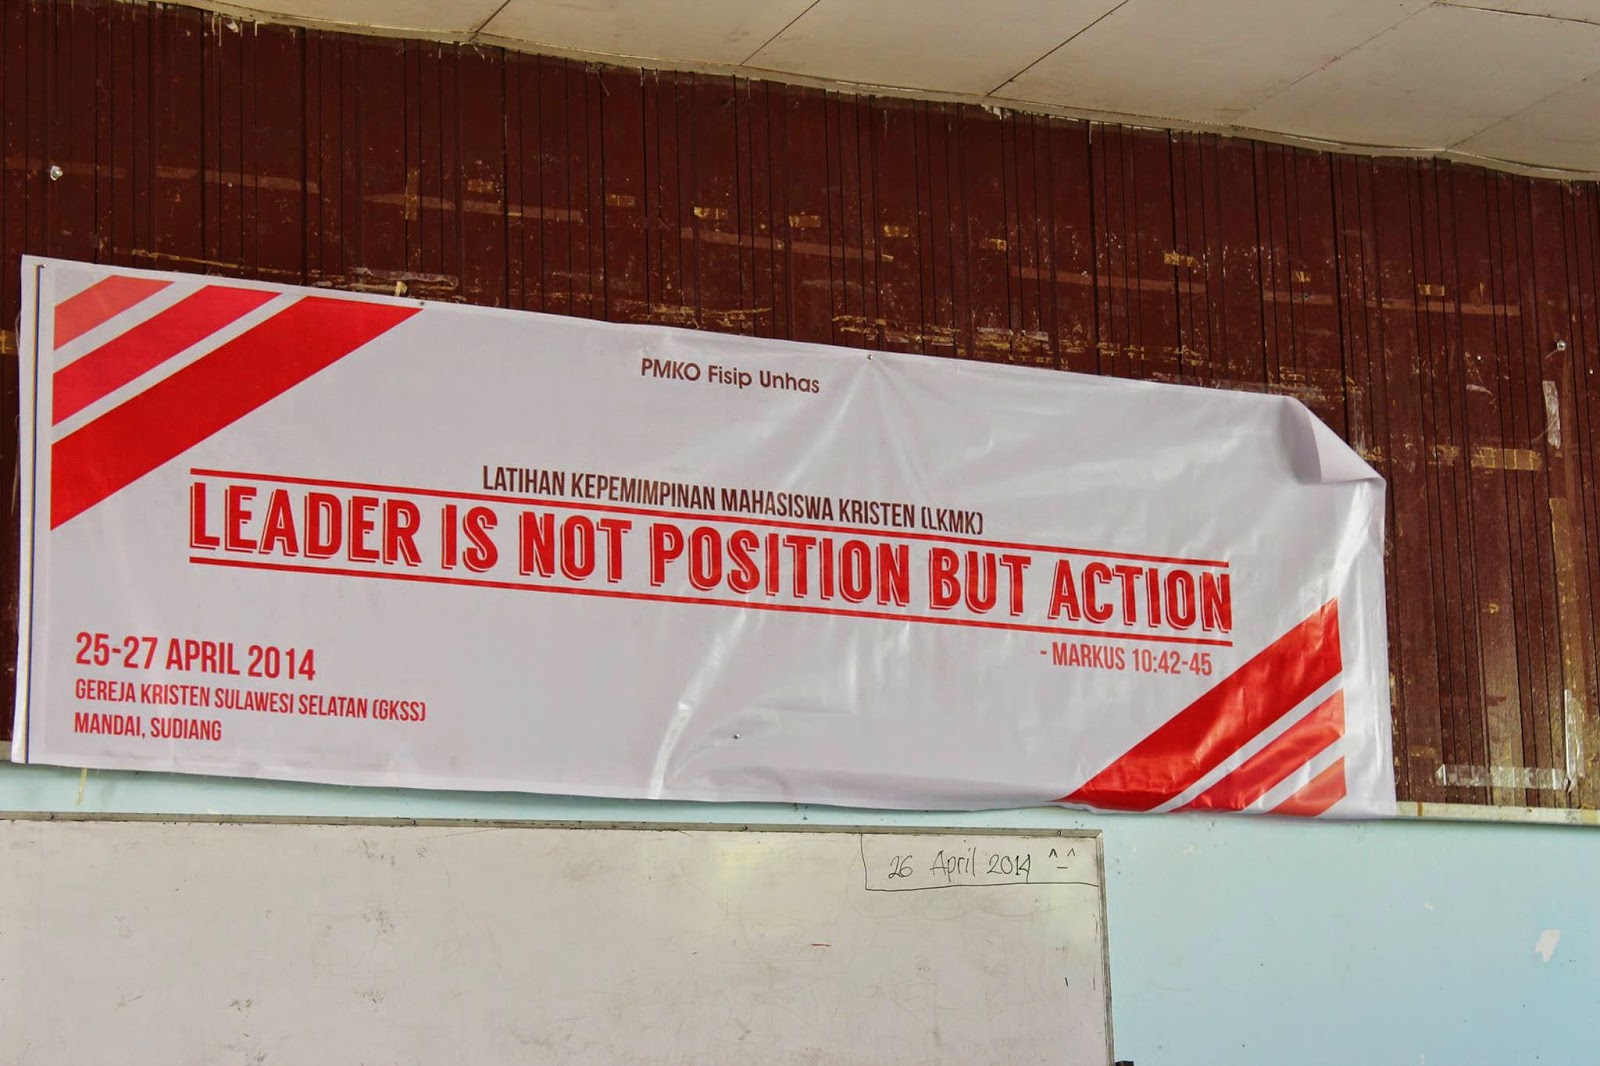 PMKO Fisip Unhas
LATIHAN KEPEMIMPINAN MAHASISWA KRISTEN (LKMK)
LEADER IS NOT POSITION BUT ACTION
- MARKUS 10:42-45
25-27 APRIL 2014
GEREJA KRISTEN SULAWESI SELATAN (GKSS)
MANDAI, SUDIANG
26 April 2014 ^_^